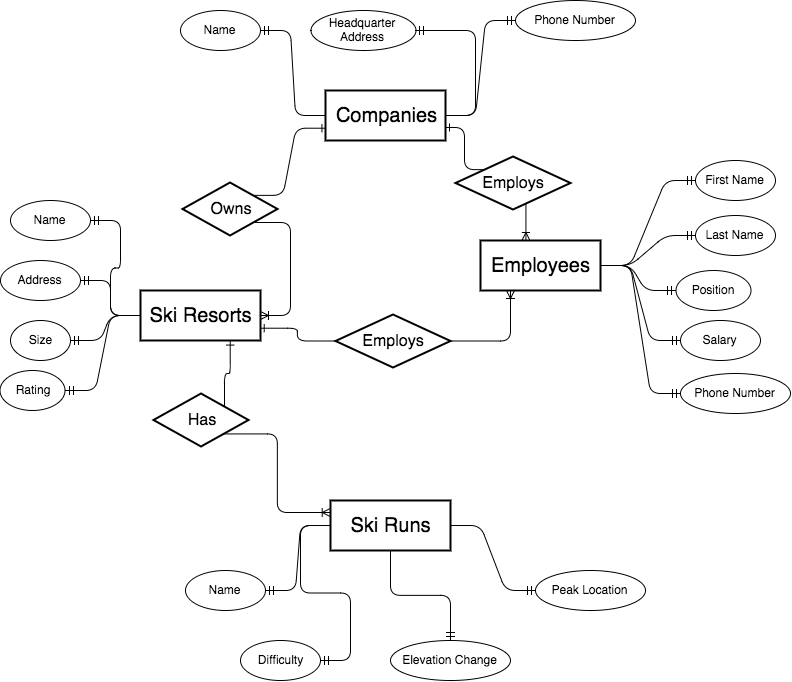 Name
Headquarter
Address
Phone Number
Companies
Employs
Owns
First Name
Last Name
Position
Salary
Phone Number
Employees
Name
Address
Size
Rating
Ski Resorts
Employs
Has
Ski Runs
Name
Difficulty
Elevation Change
Peak Location